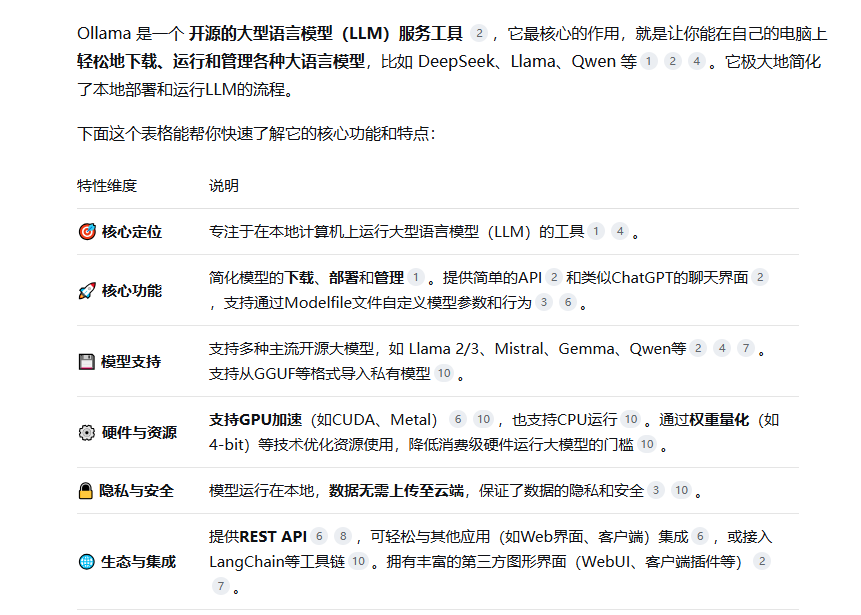 Ollama 是一个 开源的大型语言模型（LLM）服务工具 2 ，它最核心的作用，就是让你能在自己的电脑上
轻松地下载、运行和管理各种大语言模型，比如 DeepSeek、Llama、Qwen 等 1 2 4 。它极大地简化
了本地部署和运行LLM的流程。
下面这个表格能帮你快速了解它的核心功能和特点：
特性维度 说明
🎯 核心定位 专注于在本地计算机上运行大型语言模型（LLM）的工具 1 4 。
🚀 核心功能 简化模型的下载、部署和管理 1 。提供简单的API 2 和类似ChatGPT的聊天界面 2
，支持通过Modelfile文件自定义模型参数和行为 3 6 。
💾 模型支持 支持多种主流开源大模型，如 Llama 2/3、Mistral、Gemma、Qwen等 2 4 7 。
支持从GGUF等格式导入私有模型 10 。
⚙️ 硬件与资源 支持GPU加速（如CUDA、Metal） 6 10 ，也支持CPU运行 10 。通过权重量化（如
4-bit）等技术优化资源使用，降低消费级硬件运行大模型的门槛 10 。
🔒 隐私与安全 模型运行在本地，数据无需上传至云端，保证了数据的隐私和安全 3 10 。
🌐 生态与集成 提供REST API 6 8 ，可轻松与其他应用（如Web界面、客户端）集成 6 ，或接入
LangChain等工具链 10 。拥有丰富的第三方图形界面（WebUI、客户端插件等） 2
7 。